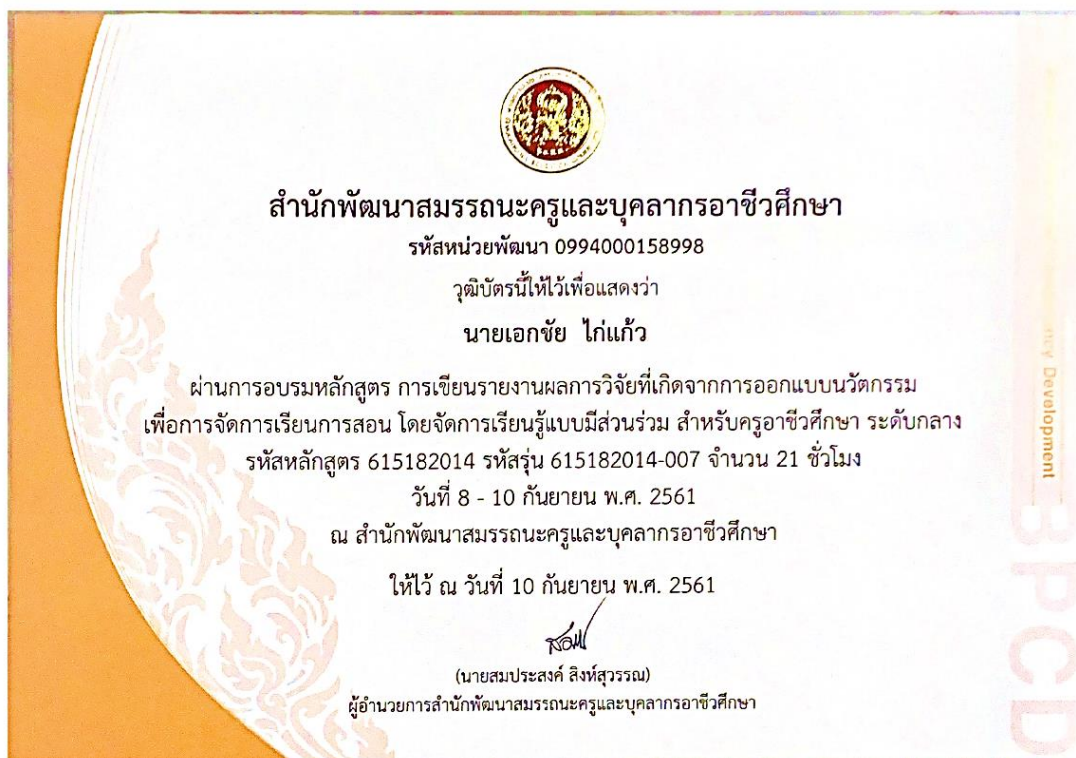 สำนักพัฒนาสมรรถนะครูและบุคลากรอาชีวศึกษา
รหัสหน่วยพัฒนา 0994000158998
วุฒิบัตรนี้ให้ไว้เพื่อแสดงว่า
นายเอกชัย ไก่แก้ว
ผ่านการอบรมหลักสูตร การเขียนรายงานผลการวิจัยที่เกิดจากการออกแบบนวัตกรรม
เพื่อการจัดการเรียนการสอน โดยจัดการเรียนรู้แบบมีส่วนร่วม สำหรับครูอาชีวศึกษา ระดับกลาง
รหัสหลักสูตร 615182014 รหัสรุ่น 615182014-007 จำนวน 21 ชั่วโมง
วันที่ 8 - 10 กันยายน พ.ศ. 2561
ณ สำนักพัฒนาสมรรถนะครูและบุคลากรอาชีวศึกษา
ให้ไว้ ณ วันที่ 10 กันยายน พ.ศ. 2561
(นายสมประสงค์ สิงห์สุวรรณ)
ผู้อำนวยการสำนักพัฒนาสมรรถนะครูและบุคลากรอาชีวศึกษา
Development
BPCD